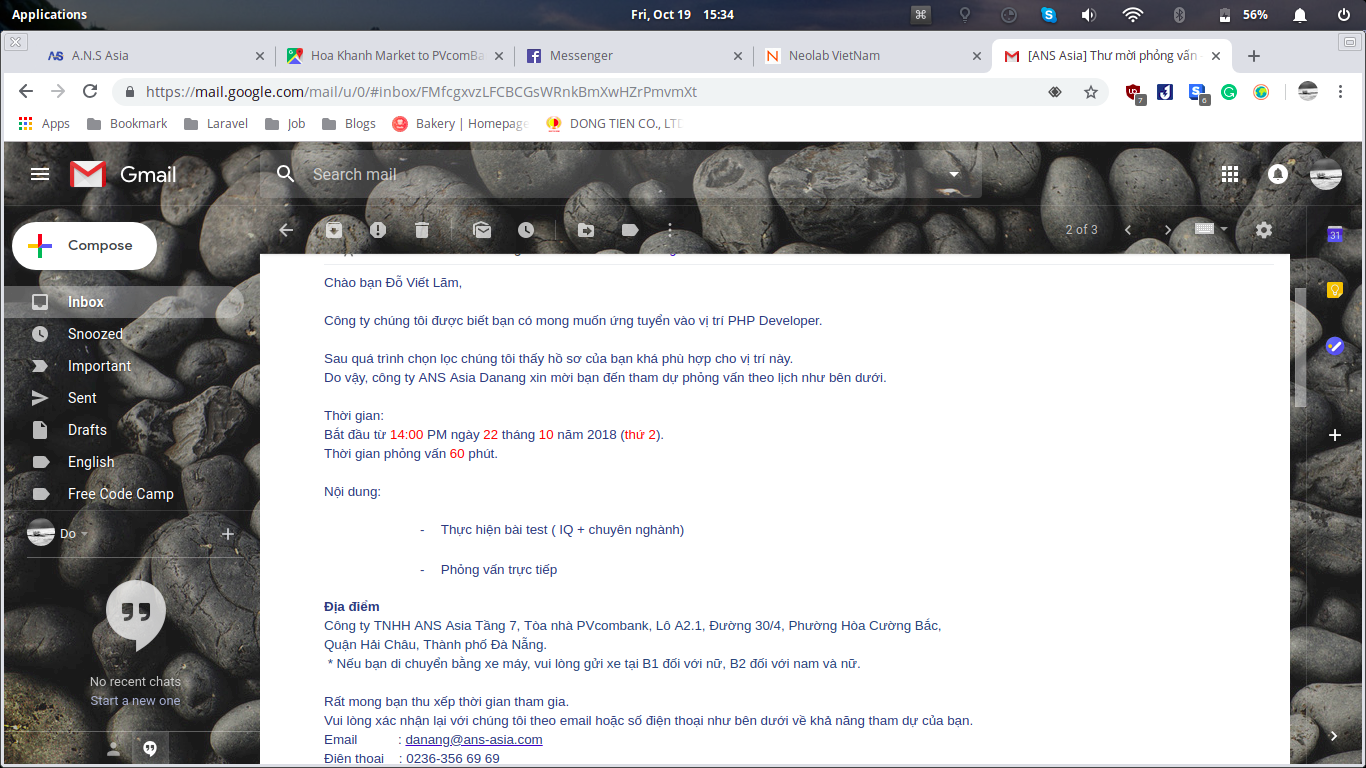 Applications
Fri, Oct 19 15:34
56%
A.N.S Asia
Hoa Khanh Market to PVcomBa
Messenger
Neolab VietNam
[ANS Asia] Thư mời phỏng vấn
https://mail.google.com/mail/u/0/#inbox/FMfcgxvzLFCBCGsWRnkBmXwHZrPmvmXt
7
6
Apps
Bookmark
Laravel
Job
Blogs
Bakery | Homepage
DONG TIEN CO., LTD
Gmail
Search mail
Compose
2 of 3
31
Inbox
Snoozed
Important
Sent
Drafts
English
Free Code Camp
Do
No recent chats
Start a new one
Chào bạn Đỗ Viết Lãm,
Công ty chúng tôi được biết bạn có mong muốn ứng tuyển vào vị trí PHP Developer.
Sau quá trình chọn lọc chúng tôi thấy hồ sơ của bạn khá phù hợp cho vị trí này.
Do vậy, công ty ANS Asia Danang xin mời bạn đến tham dự phỏng vấn theo lịch như bên dưới.
Thời gian:
Bắt đầu từ 14:00 PM ngày 22 tháng 10 năm 2018 (thứ 2).
Thời gian phỏng vấn 60 phút.
Nội dung:
- Thực hiện bài test ( IQ + chuyên nghành)
- Phỏng vấn trực tiếp
Địa điểm
Công ty TNHH ANS Asia Tầng 7, Tòa nhà PVcombank, Lô A2.1, Đường 30/4, Phường Hòa Cường Bắc,
Quận Hải Châu, Thành phố Đà Nẵng.
* Nếu bạn di chuyển bằng xe máy, vui lòng gửi xe tại B1 đối với nữ, B2 đối với nam và nữ.
Rất mong bạn thu xếp thời gian tham gia.
Vui lòng xác nhận lại với chúng tôi theo email hoặc số điện thoại như bên dưới về khả năng tham dự của bạn.
Email : danang@ans-asia.com
Điện thoại : 0236-356 69 69